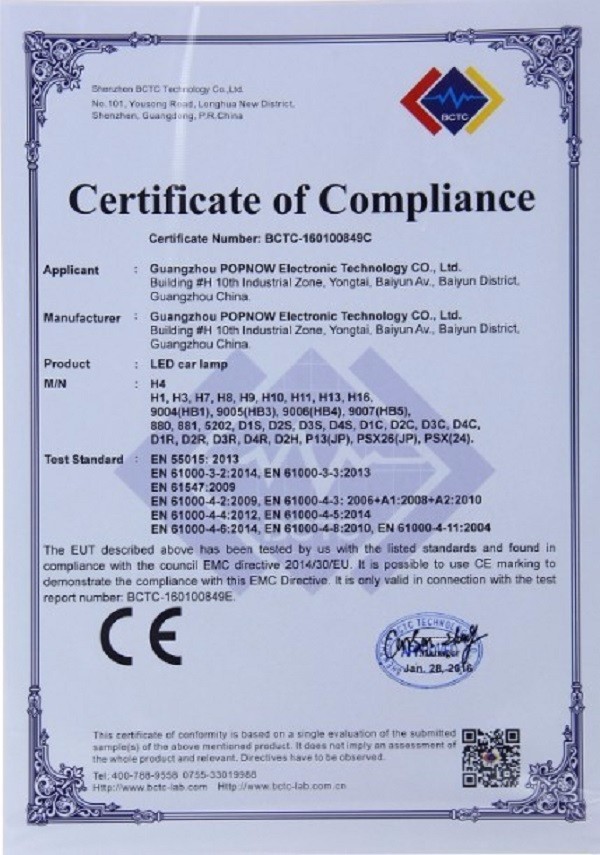 Shenzhen BCTC Technology Co.,Ltd.
No.101, Yousong Road, Longhua New District,
Shenzhen, Guangdong, P.R.China
BCTC
Certificate of Compliance
Certificate Number: BCTC-160100849C
Applicant : Guangzhou POPNOW Electronic Technology CO., Ltd.
Building #H 10th Industrial Zone, Yongtai, Baiyun Av., Baiyun District,
Guangzhou China.
Manufacturer : Guangzhou POPNOW Electronic Technology CO., Ltd.
Building #H 10th Industrial Zone, Yongtai, Baiyun Av., Baiyun District,
Guangzhou China.
Product : LED car lamp
M/N : H4
H1, H3, H7, H8, H9, H10, H11, H13, H16,
9004(HB1), 9005(HB3), 9006(HB4), 9007(HB5),
880, 881, 5202, D1S, D2S, D3S, D4S, D1C, D2C, D3C, D4C,
D1R, D2R, D3R, D4R, D2H, P13(JP), PSX26(JP), PSX(24).
Test Standard : EN 55015: 2013
EN 61000-3-2:2014, EN 61000-3-3:2013
EN 61547:2009
EN 61000-4-2:2009, EN 61000-4-3: 2006+A1:2008+A2:2010
EN 61000-4-4:2012, EN 61000-4-5:2014
EN 61000-4-6:2014, EN 61000-4-8:2010, EN 61000-4-11:2004
The EUT described above has been tested by us with the listed standards and found in
compliance with the council EMC directive 2014/30/EU. It is possible to use CE marking to
demonstrate the compliance with this EMC Directive. It is only valid in connection with the test
report number: BCTC-160100849E.
CE
BCTC TECHNOLOGY
Manager
Jan. 28, 2016
This certificate of conformity is based on a single evaluation of the submitted
sample(s) of the above mentioned product. It does not imply an assessment of
the whole product and relevant. Directives have to be observed.
Tel: 400-788-9558 0755-33019988
Http://www.bctc-lab.com Http://www.bctc-lab.com.cn